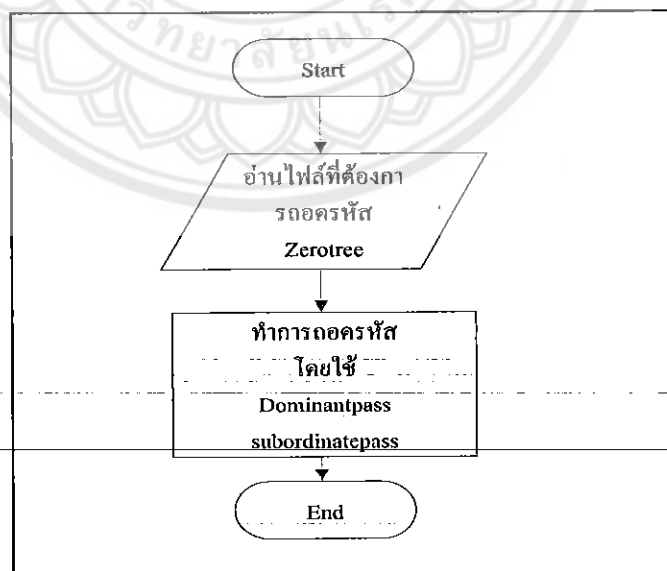 Start
อ่านไฟล์ที่ต้องกา
รถอดรหัส
Zerotree
ทำการถอดรหัส
โดยใช้
Dominantpass
subordinatepass
End